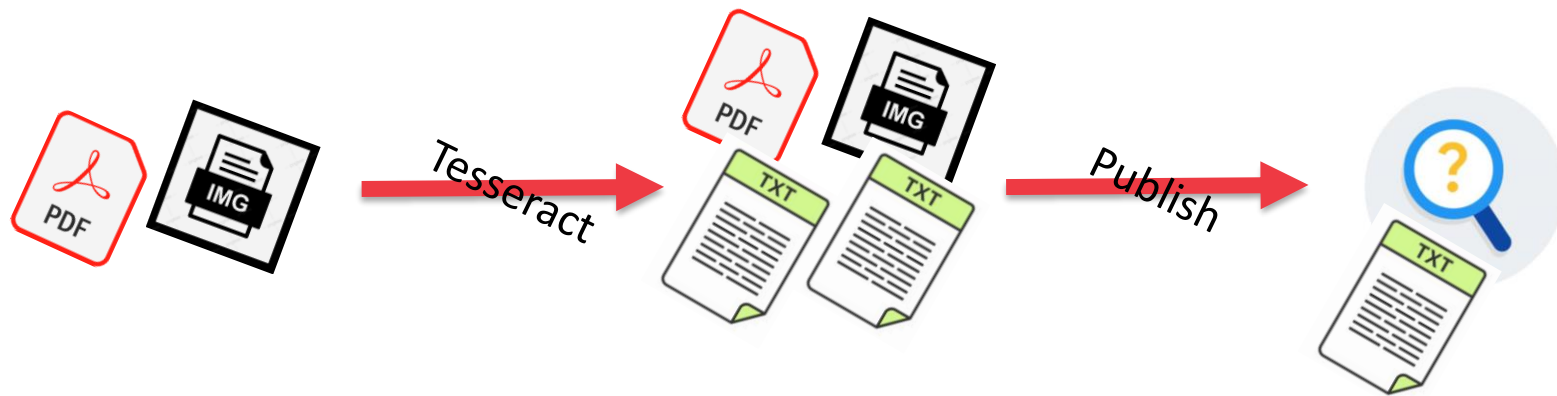 PDF
IMG
Tesseract
PDF
IMG
TXT
TXT
Publish
?
TXT